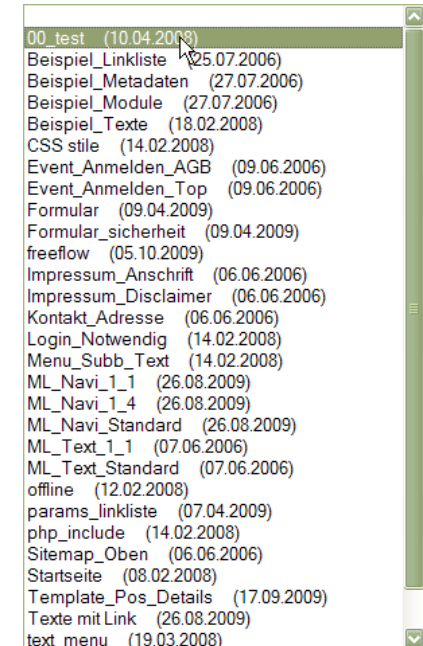 00_test (10.04.2008)
Beispiel_Linkliste (25.07.2006)
Beispiel_Metadaten (27.07.2006)
Beispiel_Module (27.07.2006)
Beispiel_Texte (18.02.2008)
CSS stile (14.02.2008)
Event_Anmelden_AGB (09.06.2006)
Event_Anmelden_Top (09.06.2006)
Formular (09.04.2009)
Formular_sicherheit (09.04.2009)
freeflow (05.10.2009)
Impressum_Anschrift (06.06.2006)
Impressum_Disclaimer (06.06.2006)
Kontakt_Adresse (06.06.2006)
Login_Notwendig (14.02.2008)
Menu_Subb_Text (14.02.2008)
ML_Navi_1_1 (26.08.2009)
ML_Navi_1_4 (26.08.2009)
ML_Navi_Standard (26.08.2009)
ML_Text_1_1 (07.06.2006)
ML_Text_Standard (07.06.2006)
offline (12.02.2008)
params_linkliste (07.04.2009)
php_include (14.02.2008)
Sitemap_Oben (06.06.2006)
Startseite (08.02.2008)
Template_Pos_Details (17.09.2009)
Texte mit Link (26.08.2009)
text_menu (19.03.2008)